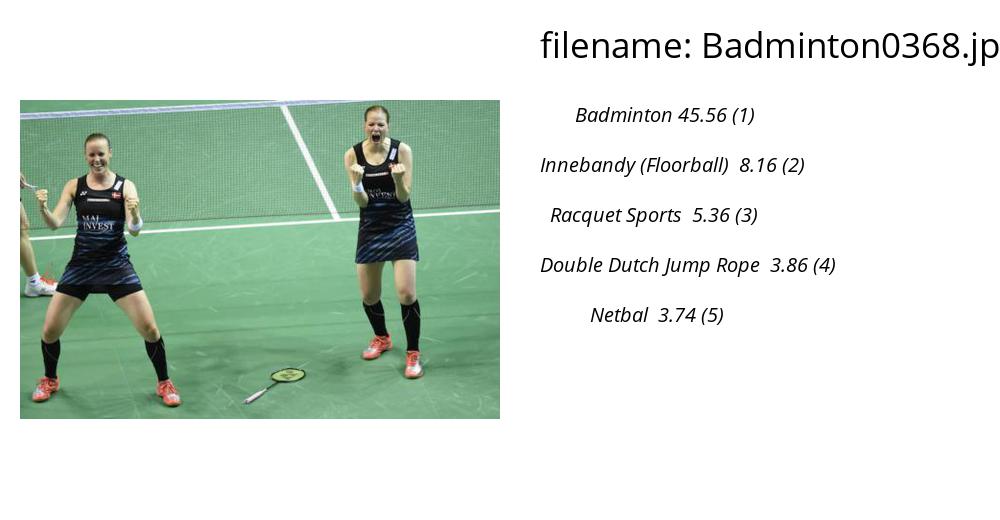 filename: Badminton0368.jp
Badminton 45.56 (1)
Innebandy (Floorball) 8.16 (2)
Racquet Sports 5.36 (3)
Double Dutch Jump Rope 3.86 (4)
Netbal 3.74 (5)
MAJ
INVEST
INVEST